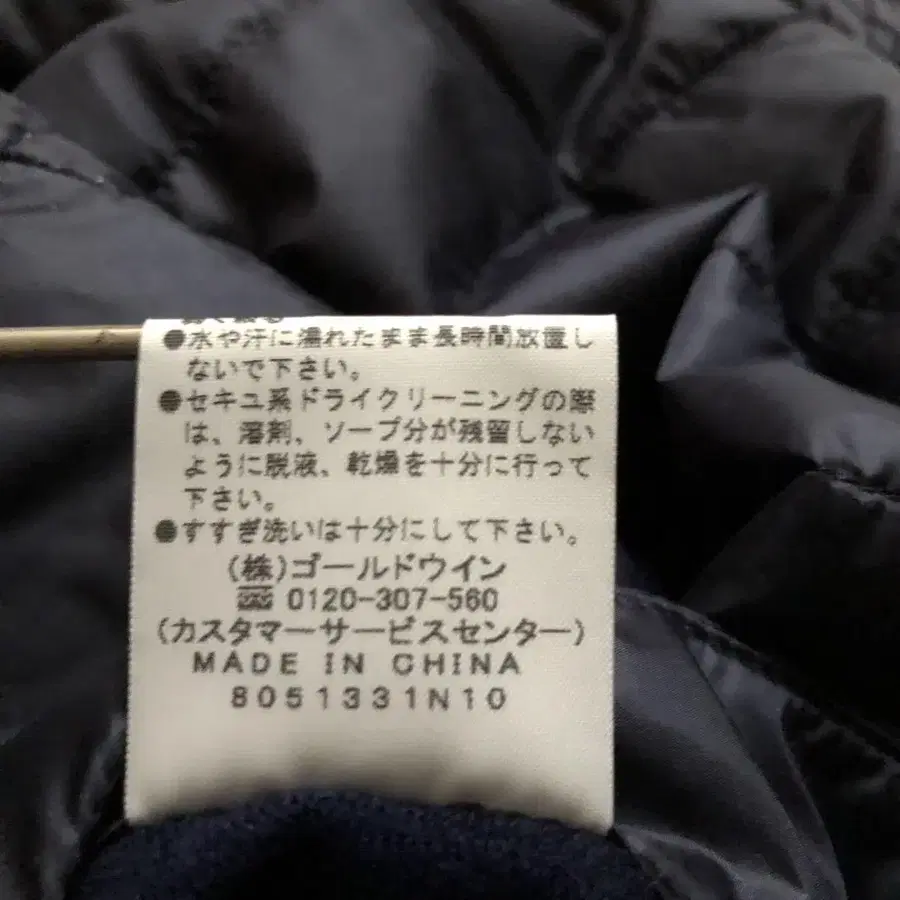 ●水や汗に濡れたまま長時間放置し
ないで下さい。
●セキユ系ドライクリーニングの際
は、溶剤、ソープ分が残留しない
ように脱液、乾燥を十分に行って
下さい。
●すすぎ洗いは十分にして下さい。
(株)ゴールドウイン
0120-307-560
(カスタマーサービスセンター)
MADE IN CHINA
8051331N10